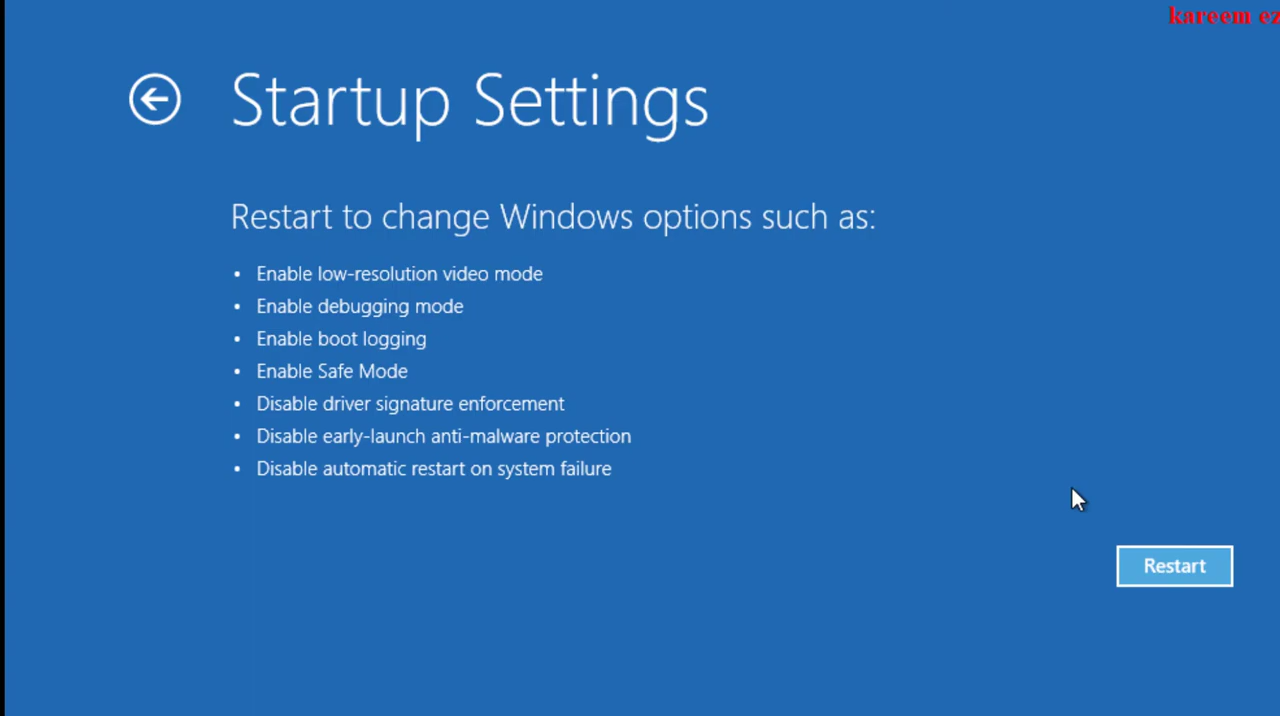 kareem ez
Startup Settings
Restart to change Windows options such as:
• Enable low-resolution video mode
• Enable debugging mode
• Enable boot logging
• Enable Safe Mode
• Disable driver signature enforcement
• Disable early-launch anti-malware protection
• Disable automatic restart on system failure
Restart